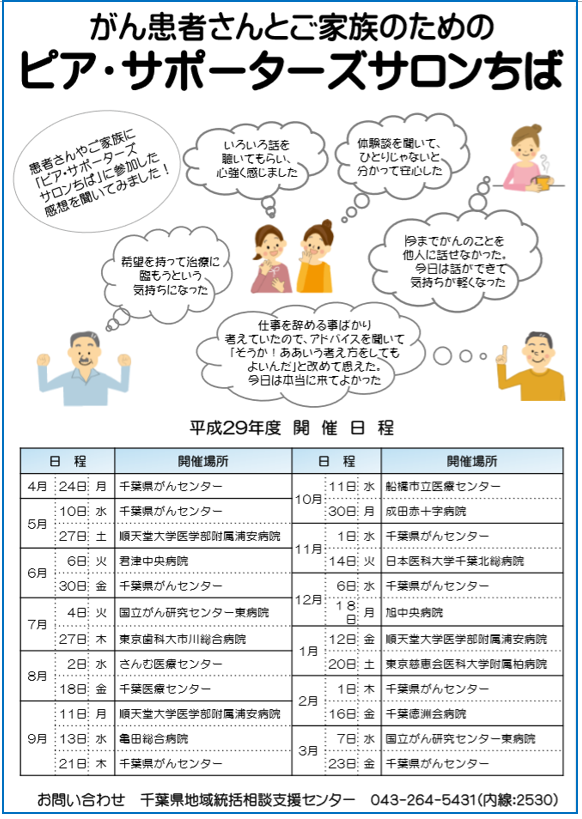 がん患者さんとご家族のための
ピア・サポーターズサロンちば
患者さんやご家族に
「ピア・サポーターズ
サロンちば」に参加した
感想を聞いてみました！
いろいろ話を
聴いてもらい、
心強く感じました
体験談を聞いて、
ひとりじゃないと
分かって安心した
今までがんのことを
他人に話せなかった。
今日は話ができて
気持ちが軽くなった
希望を持って治療に
臨もうという
気持ちになった
仕事を辞める事ばかり
考えていたので、アドバイスを聞いて
「そうか！ああいう考え方をしても
よいんだ」と改めて思えた。
今日は本当に来てよかった
平成29年度 開 催 日 程
日 程 開催場所
4月 24日 月 千葉県がんセンター
5月 10日 水 千葉県がんセンター
27日 土 順天堂大学医学部附属浦安病院
6月 6日 火 君津中央病院
30日 金 千葉県がんセンター
7月 4日 火 国立がん研究センター東病院
27日 木 東京歯科大市川総合病院
8月 2日 水 さんむ医療センター
18日 金 千葉医療センター
9月 11日 月 順天堂大学医学部附属浦安病院
13日 水 亀田総合病院
21日 木 千葉県がんセンター
日 程 開催場所
10月 11日 水 船橋市立医療センター
30日 月 成田赤十字病院
11月 1日 水 千葉県がんセンター
14日 火 日本医科大学千葉北総病院
12月 6日 水 千葉県がんセンター
18日 月 旭中央病院
1月 12日 金 順天堂大学医学部附属浦安病院
20日 土 東京慈恵会医科大学附属柏病院
2月 1日 木 千葉県がんセンター
16日 金 千葉徳洲会病院
3月 7日 水 国立がん研究センター東病院
23日 金 千葉県がんセンター
お問い合わせ 千葉県地域統括相談支援センター 043-264-5431(内線:2530)